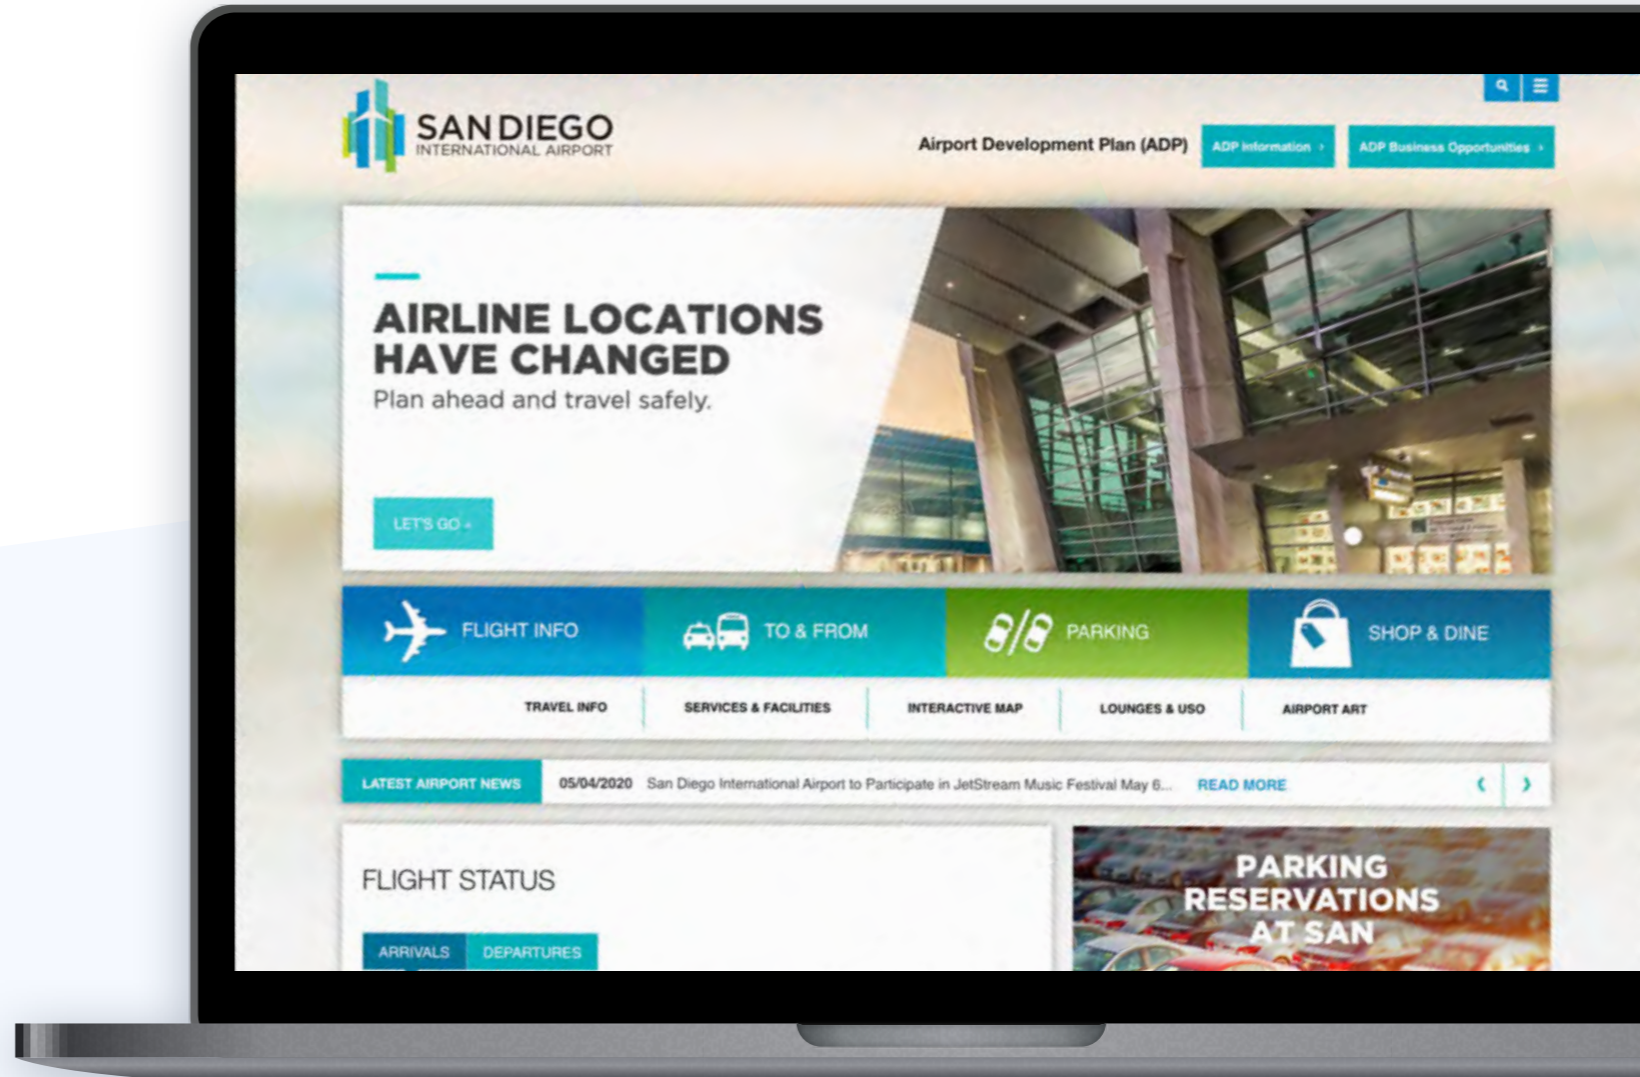 SAN DIEGO
INTERNATIONAL AIRPORT
Airport Development Plan (ADP)
ADP Information ›
ADP Business Opportunities ›
AIRLINE LOCATIONS
HAVE CHANGED
Plan ahead and travel safely.
LET'S GO
FLIGHT INFO
TO & FROM
PARKING
SHOP & DINE
TRAVEL INFO
SERVICES & FACILITIES
INTERACTIVE MAP
LOUNGES & USO
AIRPORT ART
LATEST AIRPORT NEWS
05/04/2020 San Diego International Airport to Participate in JetStream Music Festival May 6... READ MORE
FLIGHT STATUS
ARRIVALS
DEPARTURES
PARKING
RESERVATIONS
AT SAN